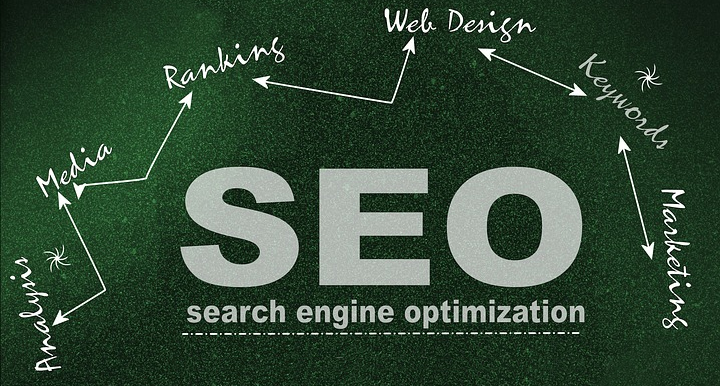 Web Design
Ranking
Keywords
Media
Marketing
Analysis
SEO
search engine optimization